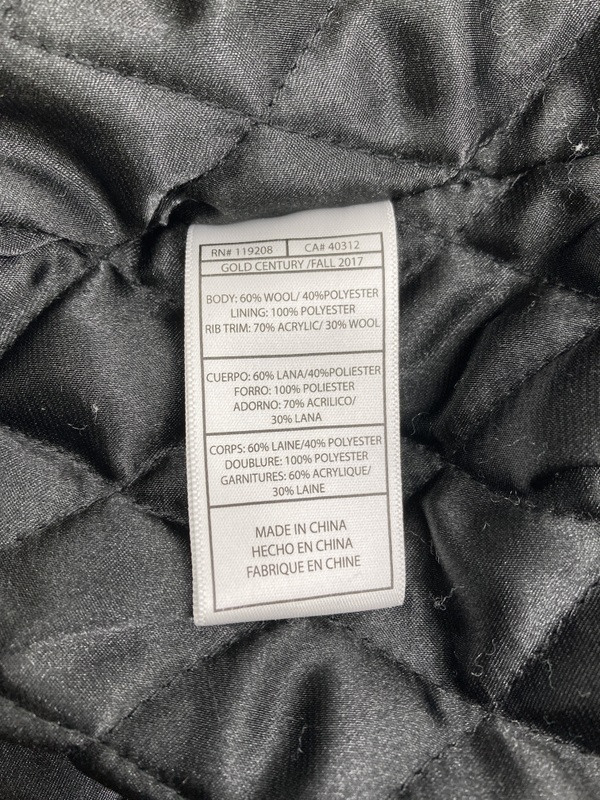 RN# 119208 CA# 40312
GOLD CENTURY /FALL 2017
BODY: 60% WOOL/ 40%POLYESTER
LINING: 100% POLYESTER
RIB TRIM: 70% ACRYLIC/ 30% WOOL
CUERPO: 60% LANA/40%POLIESTER
FORRO: 100% POLIESTER
ADORNO: 70% ACRILICO/
30% LANA
CORPS: 60% LAINE/40% POLYESTER
DOUBLURE: 100% POLYESTER
GARNITURES: 60% ACRYLIQUE/
30% LAINE
MADE IN CHINA
HECHO EN CHINA
FABRIQUE EN CHINE